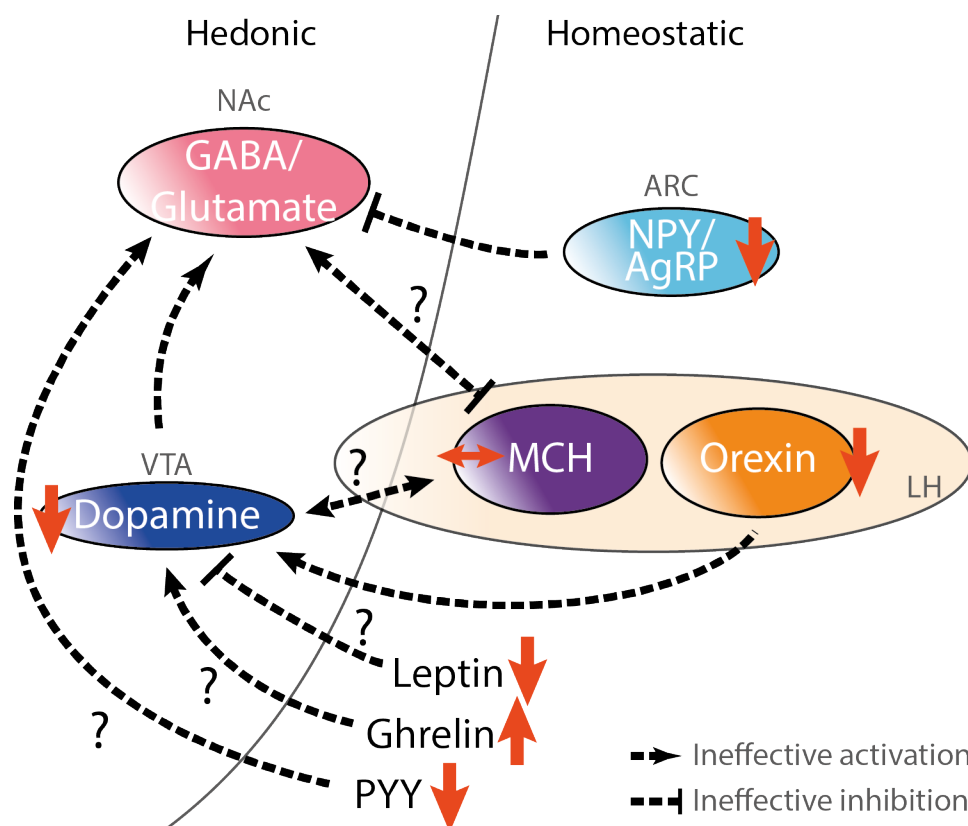 Hedonic
Homeostatic
NAc
GABA/
Glutamate
ARC
NPY/
AgRP
?
MCH
Orexin
LH
?
VTA
Dopamine
?
Leptin
?
Ghrelin
?
PYY
Ineffective activation
Ineffective inhibition